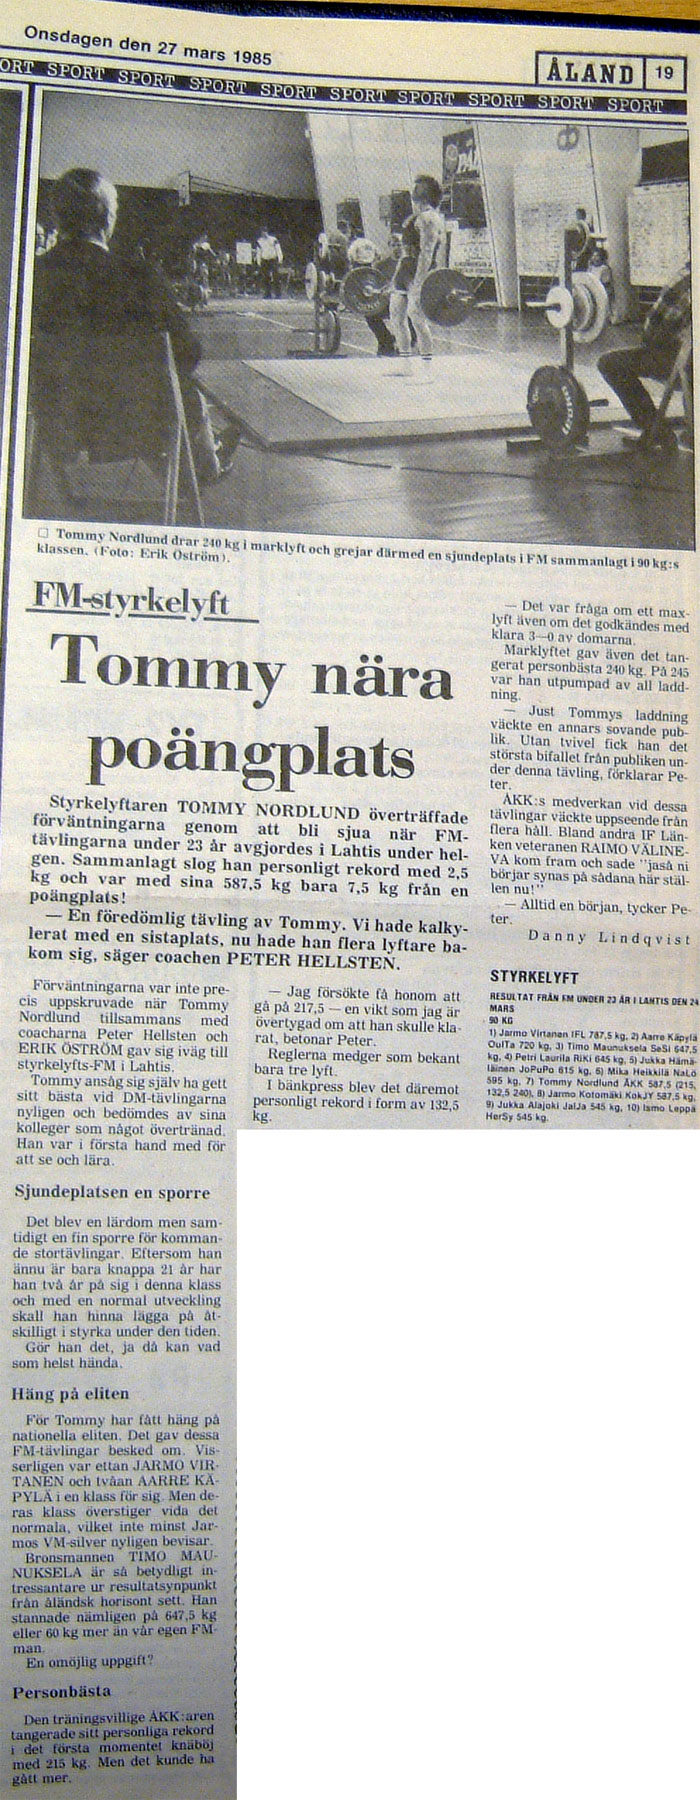 Onsdagen den 27 mars 1985
ÅLAND 19
ORT SPORT SPORT SPORT SPORT SPORT SPORT SPORT SPORT SPORT
□ Tommy Nordlund drar 240 kg i marklyft och grejar därmed en sjundeplats i FM sammanlagt i 90 kg:s
klassen. (Foto: Erik Öström).
FM-styrkelyft
Tommy nära
poängplats
Styrkelyftaren TOMMY NORDLUND överträffade
förväntningarna genom att bli sjua när FM-
tävlingarna under 23 år avgjordes i Lahtis under hel-
gen. Sammanlagt slog han personligt rekord med 2,5
kg och var med sina 587,5 kg bara 7,5 kg från en
poängplats!
— En föredömlig tävling av Tommy. Vi hade kalky-
lerat med en sistaplats, nu hade han flera lyftare ba-
kom sig, säger coachen PETER HELLSTEN.
Förväntningarna var inte pre-
cis uppskruvade när Tommy
Nordlund tillsammans med
coacharna Peter Hellsten och
ERIK ÖSTRÖM gav sig iväg till
styrkelyfts-FM i Lahtis.
Tommy ansåg sig själv ha gett
sitt bästa vid DM-tävlingarna
nyligen och bedömdes av sina
kolleger som något övertränad.
Han var i första hand med för
att se och lära.
Sjundeplatsen en sporre
Det blev en lärdom men sam-
tidigt en fin sporre för komman-
de stortävlingar. Eftersom han
ännu är bara knappa 21 år har
han två år på sig i denna klass
och med en normal utveckling
skall han hinna lägga på åt-
skilligt i styrka under den tiden.
Gör han det, ja då kan vad
som helst hända.
Häng på eliten
För Tommy har fått häng på
nationella eliten. Det gav dessa
FM-tävlingar besked om. Vis-
serligen var ettan JARMO VIR-
TANEN och tvåan AARRE KÄ-
PYLÄ i en klass för sig. Men de-
ras klass överstiger vida det
normala, vilket inte minst Jar-
mos VM-silver nyligen bevisar.
Bronsmannen TIMO MAU-
NUKSELA är så betydligt in-
tressantare ur resultatsynpunkt
från åländsk horisont sett. Han
stannade nämligen på 647,5 kg
eller 60 kg mer än vår egen FM-
man.
En omöjlig uppgift?
Personbästa
Den träningsvillige ÅKK:aren
tangerade sitt personliga rekord
i det första momentet knäböj
med 215 kg. Men det kunde ha
gått mer.
— Jag försökte få honom att
gå på 217,5 — en vikt som jag är
övertygad om att han skulle kla-
rat, betonar Peter.
Reglerna medger som bekant
bara tre lyft.
I bänkpress blev det däremot
personligt rekord i form av 132,5
kg.
— Det var fråga om ett max-
lyft även om det godkändes med
klara 3—0 av domarna.
Marklyftet gav även det tan-
gerat personbästa 240 kg. På 245
var han utpumpad av all ladd-
ning.
— Just Tommys laddning
väckte en annars sovande pub-
lik. Utan tvivel fick han det
största bifallet från publiken un-
der denna tävling, förklarar Pe-
ter.
ÅKK:s medverkan vid dessa
tävlingar väckte uppseende från
flera håll. Bland andra IF Län-
ken veteranen RAIMO VÄLINE-
VA kom fram och sade "jaså ni
börjar synas på sådana här stäl-
len nu!"
— Alltid en början, tycker Pe-
ter.
Danny Lindqvist
STYRKELYFT
RESULTAT FRÅN FM UNDER 23 ÅR I LAHTIS DEN 24
MARS
90 KG
1) Jarmo Virtanen IFL 787,5 kg, 2) Aarre Käpylä
OulTa 720 kg, 3) Timo Maunuksela SeSi 647,5
kg, 4) Petri Laurila RiKi 645 kg, 5) Jukka Hämä-
läinen JoPuPo 615 kg, 6) Mika Heikkilä NaLö
595 kg, 7) Tommy Nordlund ÅKK 587,5 (215,
132,5 240), 8) Jarmo Kotomäki KokJY 587,5 kg,
9) Jukka Alajoki JalJa 545 kg, 10) Ismo Leppä
HerSy 545 kg.